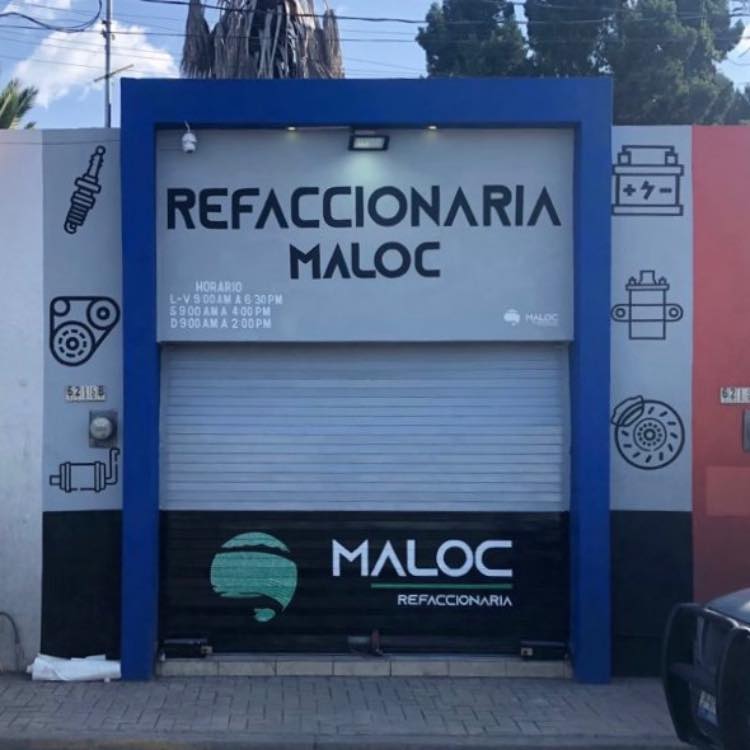 REFACCIONARIA
MALOC
HORARIO
L-V 9:00 AM A 6:30 PM
S 9:00 AM A 4:00 PM
D 9:00 AM A 2:00 PM
MALOC
MALOC
REFACCIONARIA